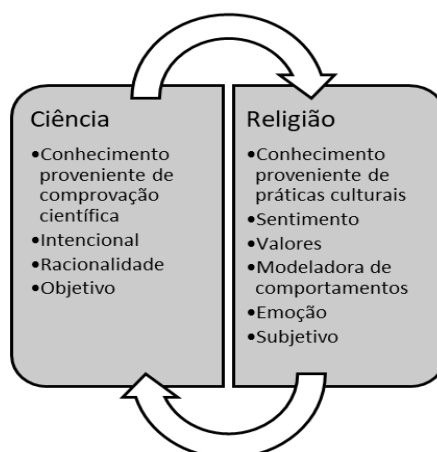 Ciência
•Conhecimento
proveniente de
comprovação
científica
•Intencional
•Racionalidade
•Objetivo
Religião
•Conhecimento
proveniente de
práticas culturais
•Sentimento
•Valores
•Modeladora de
comportamentos
•Emoção
•Subjetivo